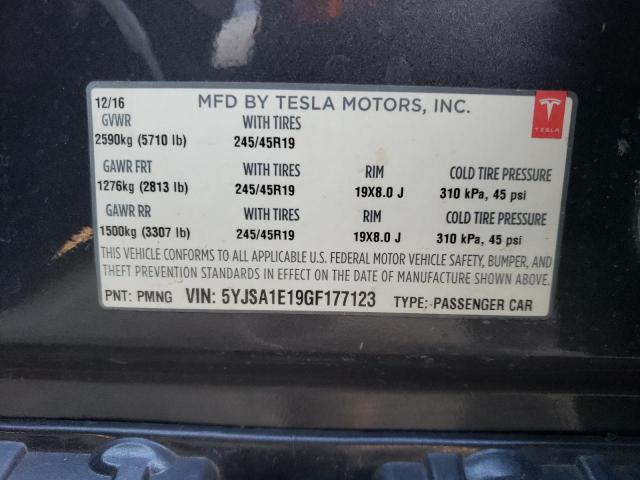 12/16 MFD BY TESLA MOTORS, INC.
TESLA
GVWR WITH TIRES
2590kg (5710 lb) 245/45R19
GAWR FRT WITH TIRES RIM COLD TIRE PRESSURE
1276kg (2813 lb) 245/45R19 19X8.0 J 310 kPa, 45 psi
GAWR RR WITH TIRES RIM COLD TIRE PRESSURE
1500kg (3307 lb) 245/45R19 19X8.0 J 310 kPa, 45 psi
THIS VEHICLE CONFORMS TO ALL APPLICABLE U.S. FEDERAL MOTOR VEHICLE SAFETY, BUMPER, AND
THEFT PREVENTION STANDARDS IN EFFECT ON THE DATE OF MANUFACTURE SHOWN ABOVE.
PNT: PMNG VIN: 5YJSA1E19GF177123 TYPE: PASSENGER CAR